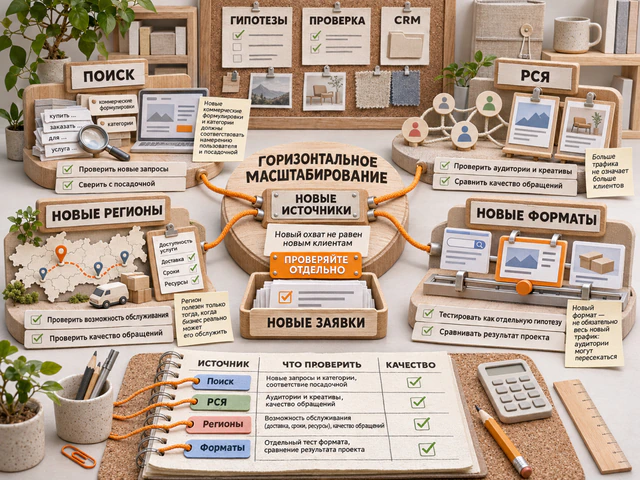 ГИПОТЕЗЫ
ПРОВЕРКА
CRM
ПОИСК
купить ...
заказать ...
для ...
услуга ...
коммерческие
формулировки
категории
Новые
коммерческие
формулировки
и категории
должны
соответствовать
намерению
пользователя
и посадочной
Проверить новые запросы
Сверить с посадочной
РСЯ
Проверить аудитории и креативы
Сравнить качество обращений
Больше
трафика
не означает
больше
клиентов
ГОРИЗОНТАЛЬНОЕ
МАСШТАБИРОВАНИЕ
НОВЫЕ
ИСТОЧНИКИ
Новый охват не равен
новым клиентам
ПРОВЕРЯЙТЕ
ОТДЕЛЬНО
НОВЫЕ ЗАЯВКИ
НОВЫЕ РЕГИОНЫ
Доступность
услуги
Доставка
Сроки
Ресурсы
Регион
полезен только
тогда, когда
бизнес реально
может
его обслужить
Проверить возможность обслуживания
Проверить качество обращений
НОВЫЕ ФОРМАТЫ
Тестировать как отдельную гипотезу
Сравнивать результат проекта
Новый
формат —
не обязательно
весь новый
трафик:
аудитории
могут
пересекаться
ИСТОЧНИК
ЧТО ПРОВЕРИТЬ
КАЧЕСТВО
Поиск
Новые запросы и категории,
соответствие посадочной
РСЯ
Аудитории и креативы,
качество обращений
Регионы
Возможность обслуживания
(доставка, сроки, ресурсы), качество обращений
Форматы
Отдельный тест формата,
сравнение результата проекта